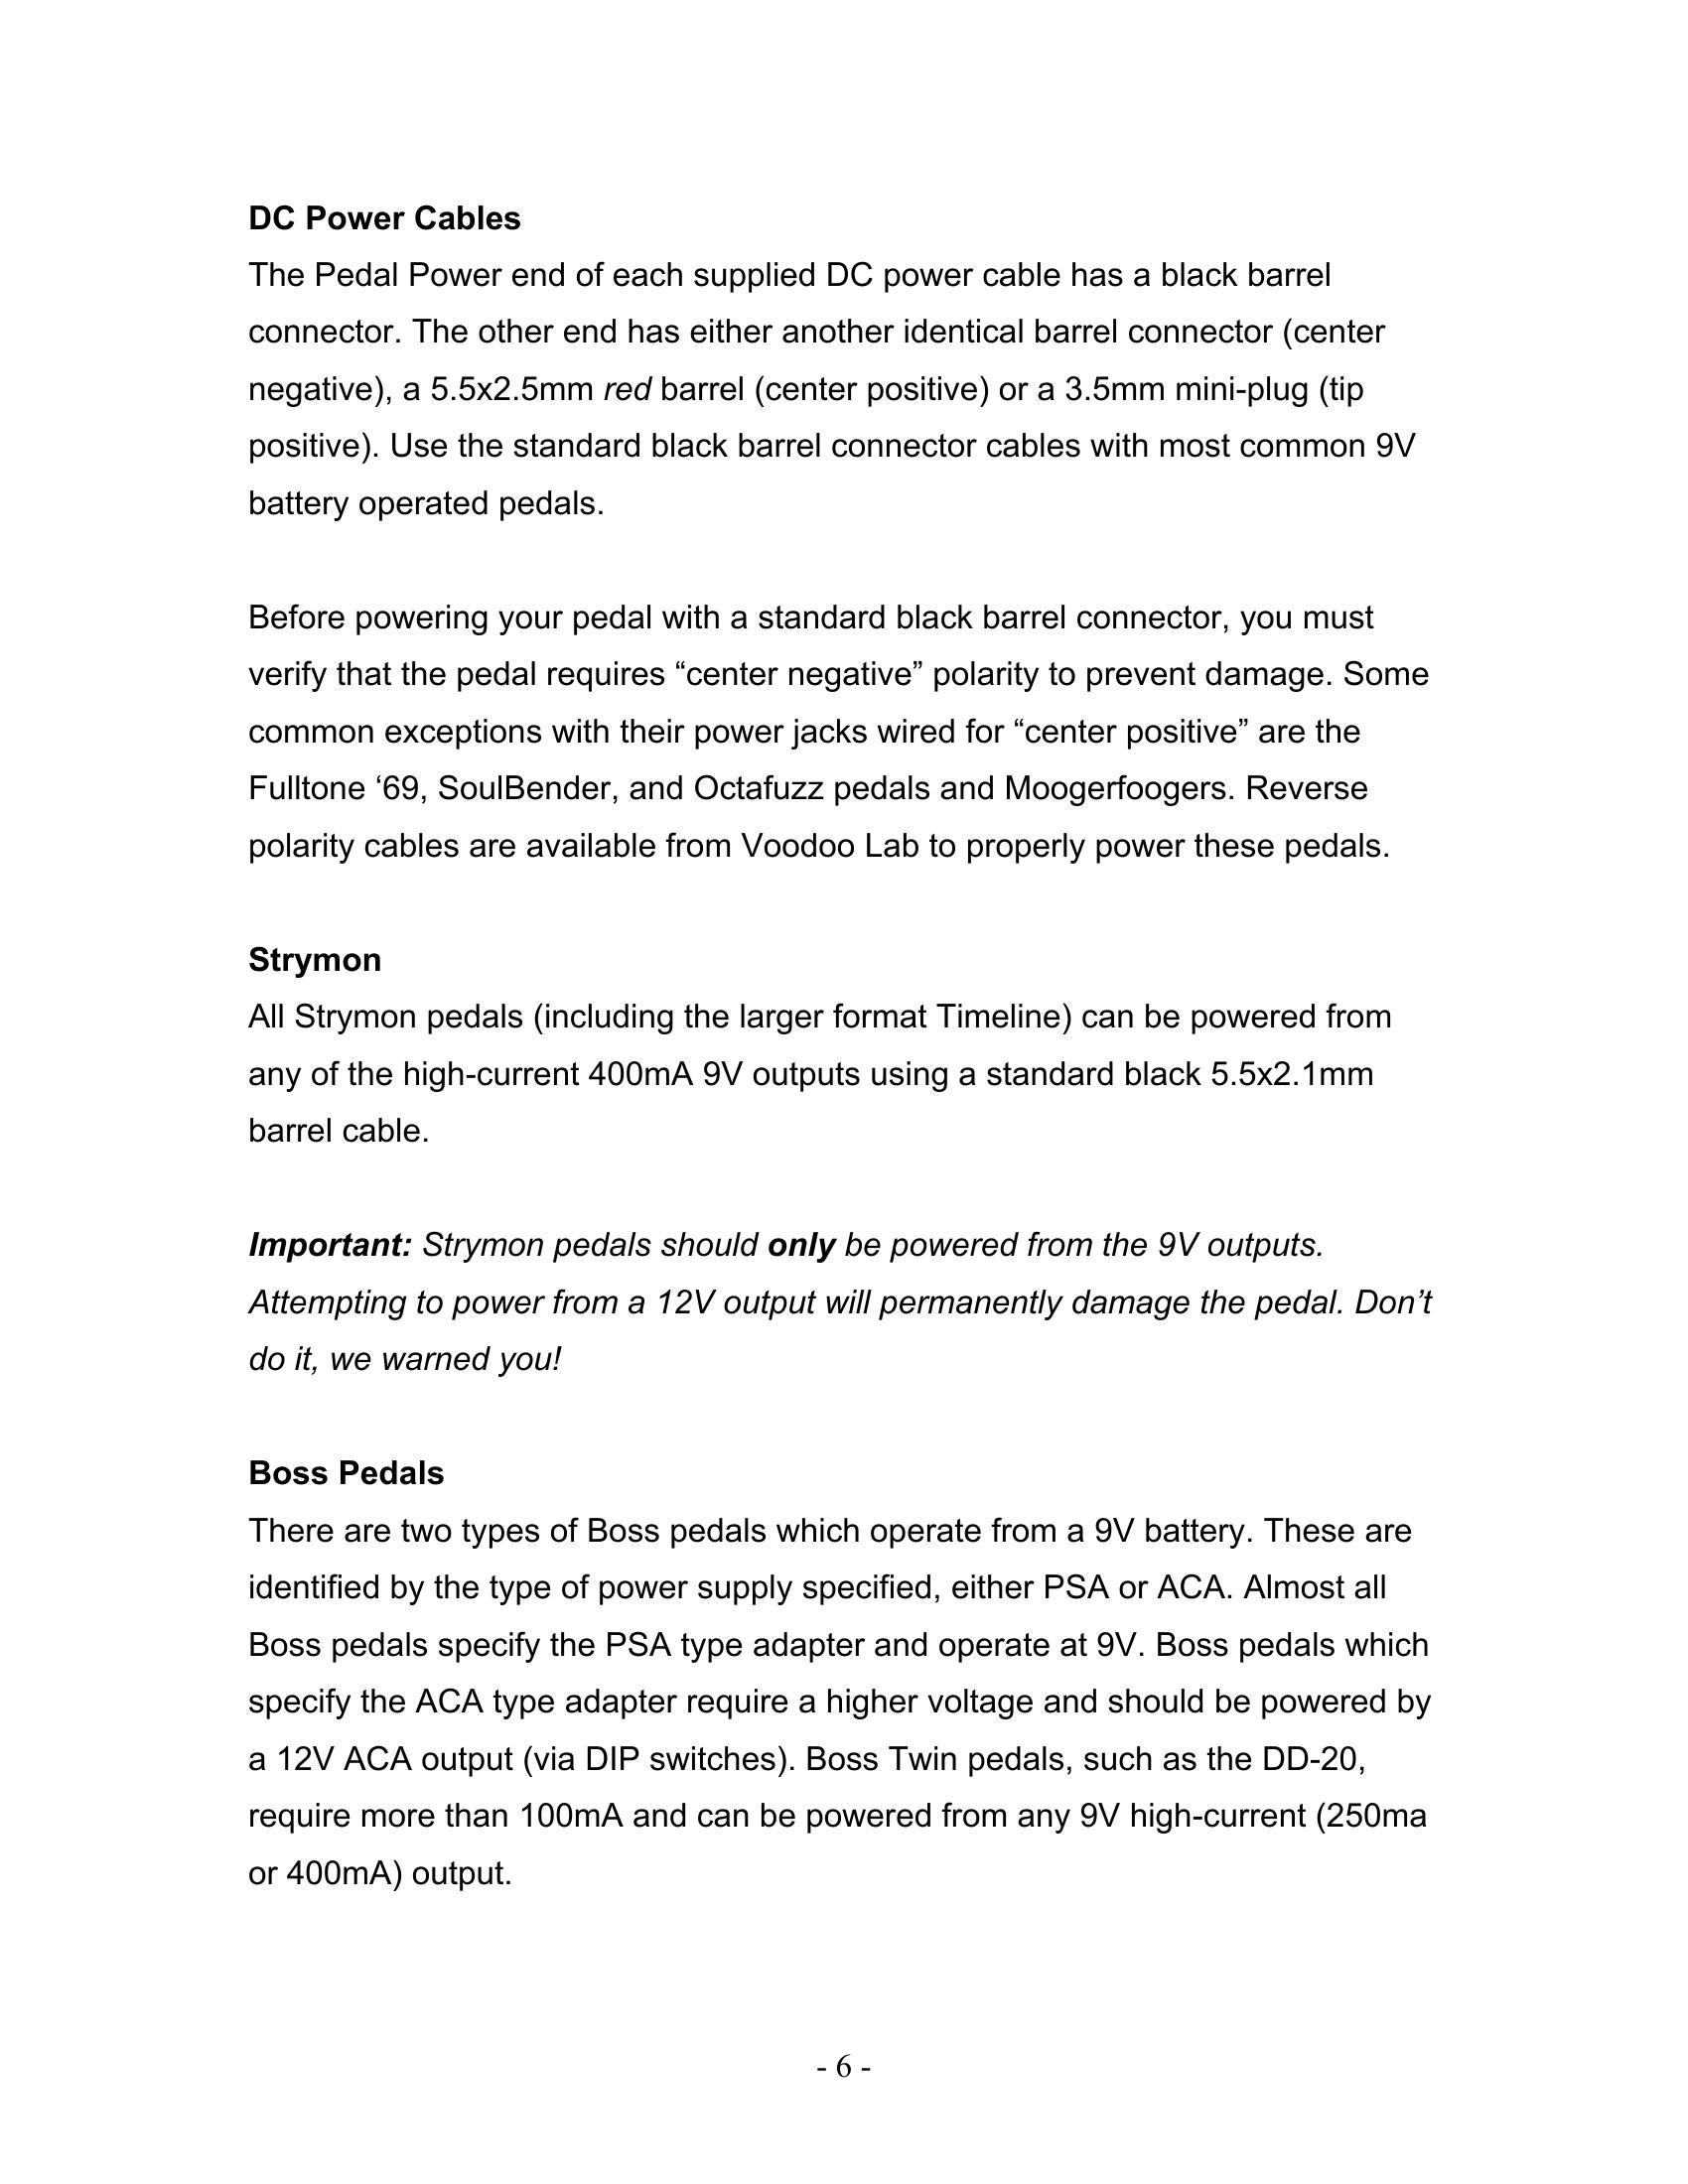 DC Power Cables
The Pedal Power end of each supplied DC power cable has a black barrel
connector. The other end has either another identical barrel connector (center
negative), a 5.5x2.5mm red barrel (center positive) or a 3.5mm mini-plug (tip
positive). Use the standard black barrel connector cables with most common 9V
battery operated pedals.
Before powering your pedal with a standard black barrel connector, you must
verify that the pedal requires “center negative” polarity to prevent damage. Some
common exceptions with their power jacks wired for “center positive” are the
Fulltone ‘69, SoulBender, and Octafuzz pedals and Moogerfoogers. Reverse
polarity cables are available from Voodoo Lab to properly power these pedals.
Strymon
All Strymon pedals (including the larger format Timeline) can be powered from
any of the high-current 400mA 9V outputs using a standard black 5.5x2.1mm
barrel cable.
Important: Strymon pedals should only be powered from the 9V outputs.
Attempting to power from a 12V output will permanently damage the pedal. Don’t
do it, we warned you!
Boss Pedals
There are two types of Boss pedals which operate from a 9V battery. These are
identified by the type of power supply specified, either PSA or ACA. Almost all
Boss pedals specify the PSA type adapter and operate at 9V. Boss pedals which
specify the ACA type adapter require a higher voltage and should be powered by
a 12V ACA output (via DIP switches). Boss Twin pedals, such as the DD-20,
require more than 100mA and can be powered from any 9V high-current (250ma
or 400mA) output.
- 6 -